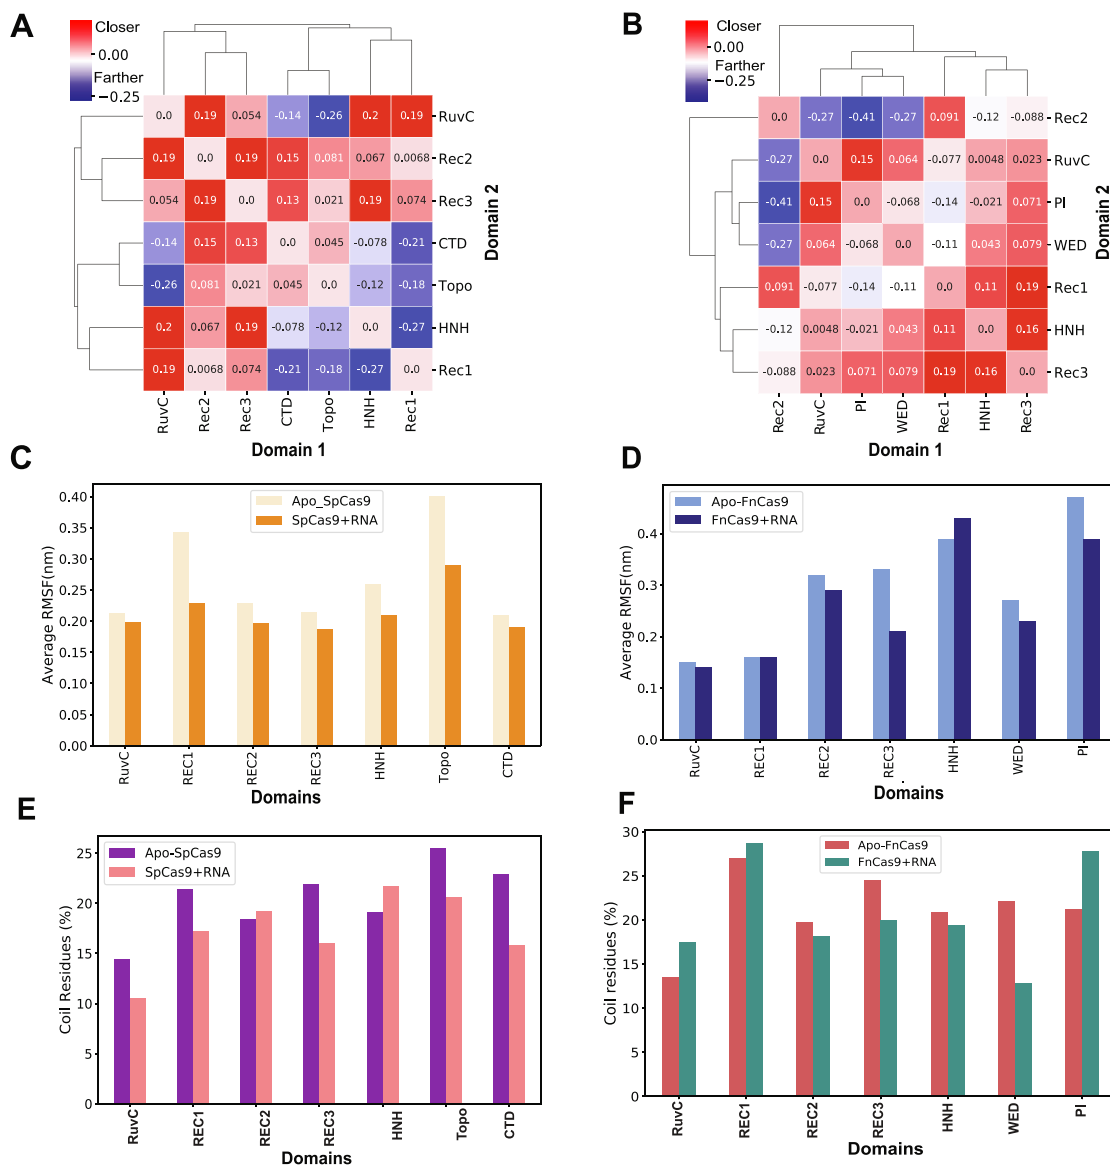 A
Closer
0.00
Farther
−0.25
0.0 0.19 0.054 -0.14 -0.26 0.2 0.19 RuvC
0.19 0.0 0.19 0.15 0.081 0.067 0.0068 Rec2
0.054 0.19 0.0 0.13 0.021 0.19 0.074 Rec3
-0.14 0.15 0.13 0.0 0.045 -0.078 -0.21 CTD
-0.26 0.081 0.021 0.045 0.0 -0.12 -0.18 Topo
0.2 0.067 0.19 -0.078 -0.12 0.0 -0.27 HNH
0.19 0.0068 0.074 -0.21 -0.18 -0.27 0.0 Rec1
Domain 2
RuvC Rec2 Rec3 CTD Topo HNH Rec1
Domain 1
B
Closer
0.00
Farther
−0.25
0.0 -0.27 -0.41 -0.27 0.091 -0.12 -0.088 Rec2
-0.27 0.0 0.15 0.064 -0.077 0.0048 0.023 RuvC
-0.41 0.15 0.0 -0.068 -0.14 -0.021 0.071 PI
-0.27 0.064 -0.068 0.0 -0.11 0.043 0.079 WED
0.091 -0.077 -0.14 -0.11 0.0 0.11 0.19 Rec1
-0.12 0.0048 -0.021 0.043 0.11 0.0 0.16 HNH
-0.088 0.023 0.071 0.079 0.19 0.16 0.0 Rec3
Domain 2
Rec2 RuvC PI WED Rec1 HNH Rec3
Domain 1
C
Average RMSF(nm)
0.40
0.35
0.30
0.25
0.20
0.15
0.10
0.05
0.00
Apo_SpCas9
SpCas9+RNA
RuvC REC1 REC2 REC3 HNH Topo CTD
Domains
D
Average RMSF(nm)
0.4
0.3
0.2
0.1
0.0
Apo-FnCas9
FnCas9+RNA
RuvC REC1 REC2 REC3 HNH WED PI
Domains
E
Coil Residues (%)
25
20
15
10
5
0
Apo-SpCas9
SpCas9+RNA
RuvC REC1 REC2 REC3 HNH Topo CTD
Domains
F
Coil residues (%)
30
25
20
15
10
5
0
Apo-FnCas9
FnCas9+RNA
RuvC REC1 REC2 REC3 HNH WED PI
Domains